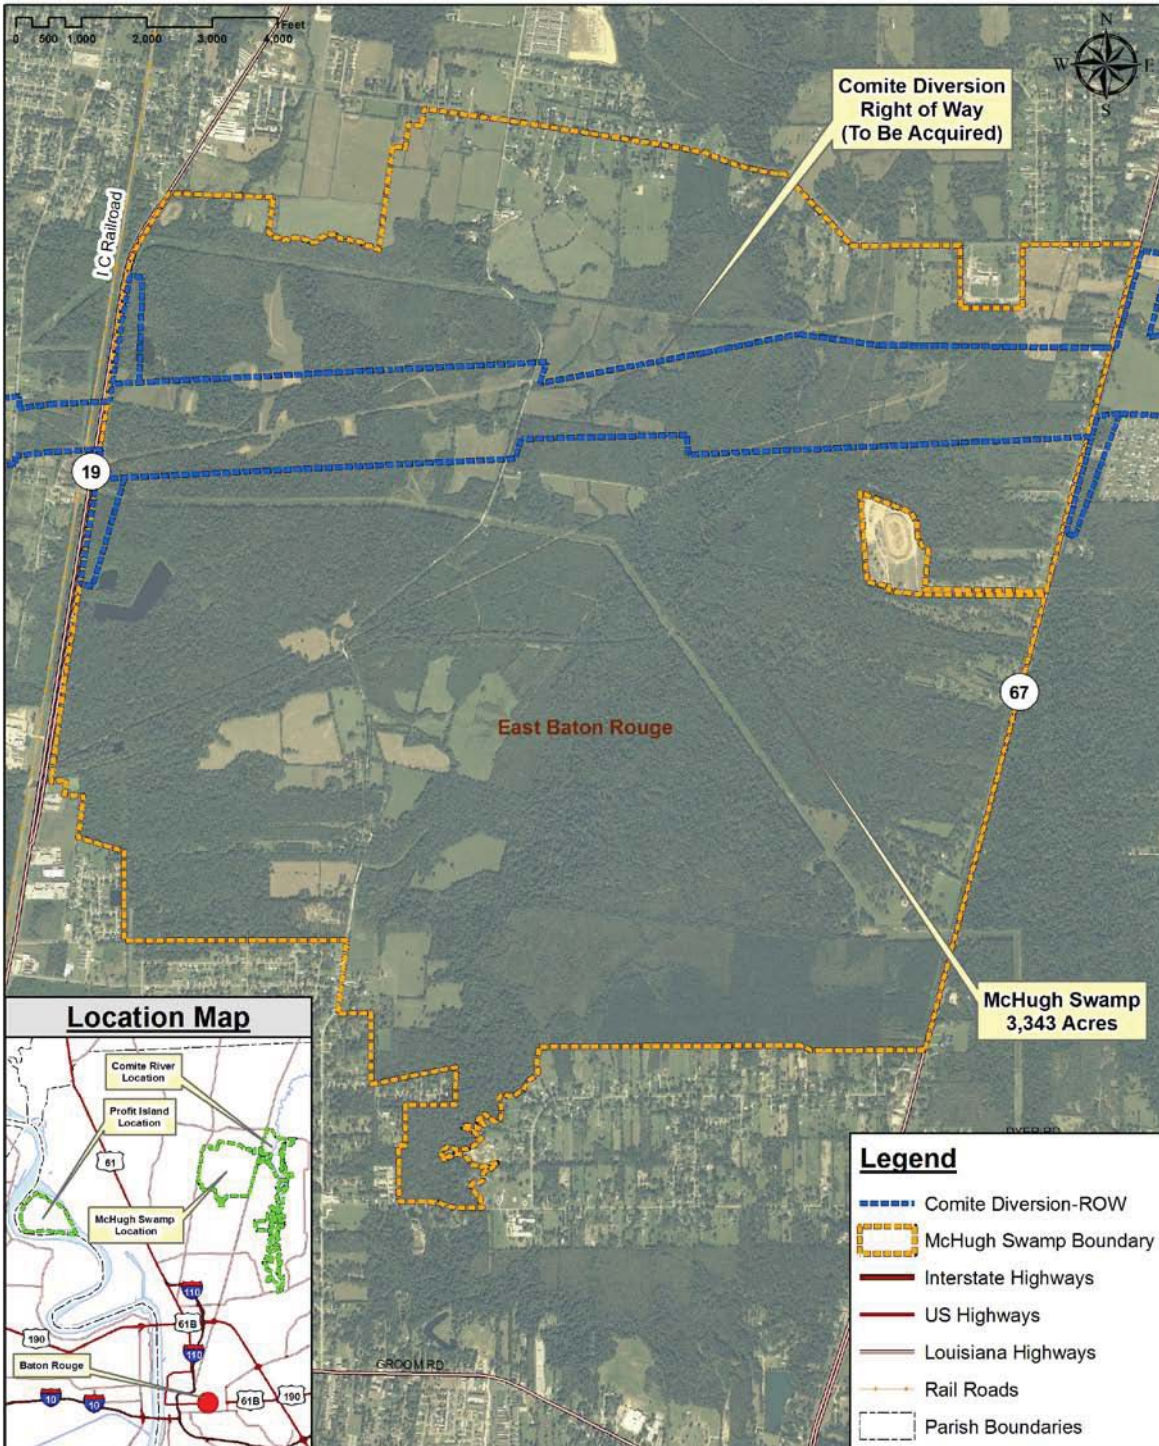 Feet
0 500 1,000 2,000 3,000 4,000
N
W E
S
Comite Diversion
Right of Way
(To Be Acquired)
I C Railroad
19
67
East Baton Rouge
McHugh Swamp
3,343 Acres
DYER RD
GROOM RD
Location Map
Comite River
Location
Profit Island
Location
61
McHugh Swamp
Location
110
61B
190
110
Baton Rouge
10
10
61B
190
Legend
Comite Diversion-ROW
McHugh Swamp Boundary
Interstate Highways
US Highways
Louisiana Highways
Rail Roads
Parish Boundaries